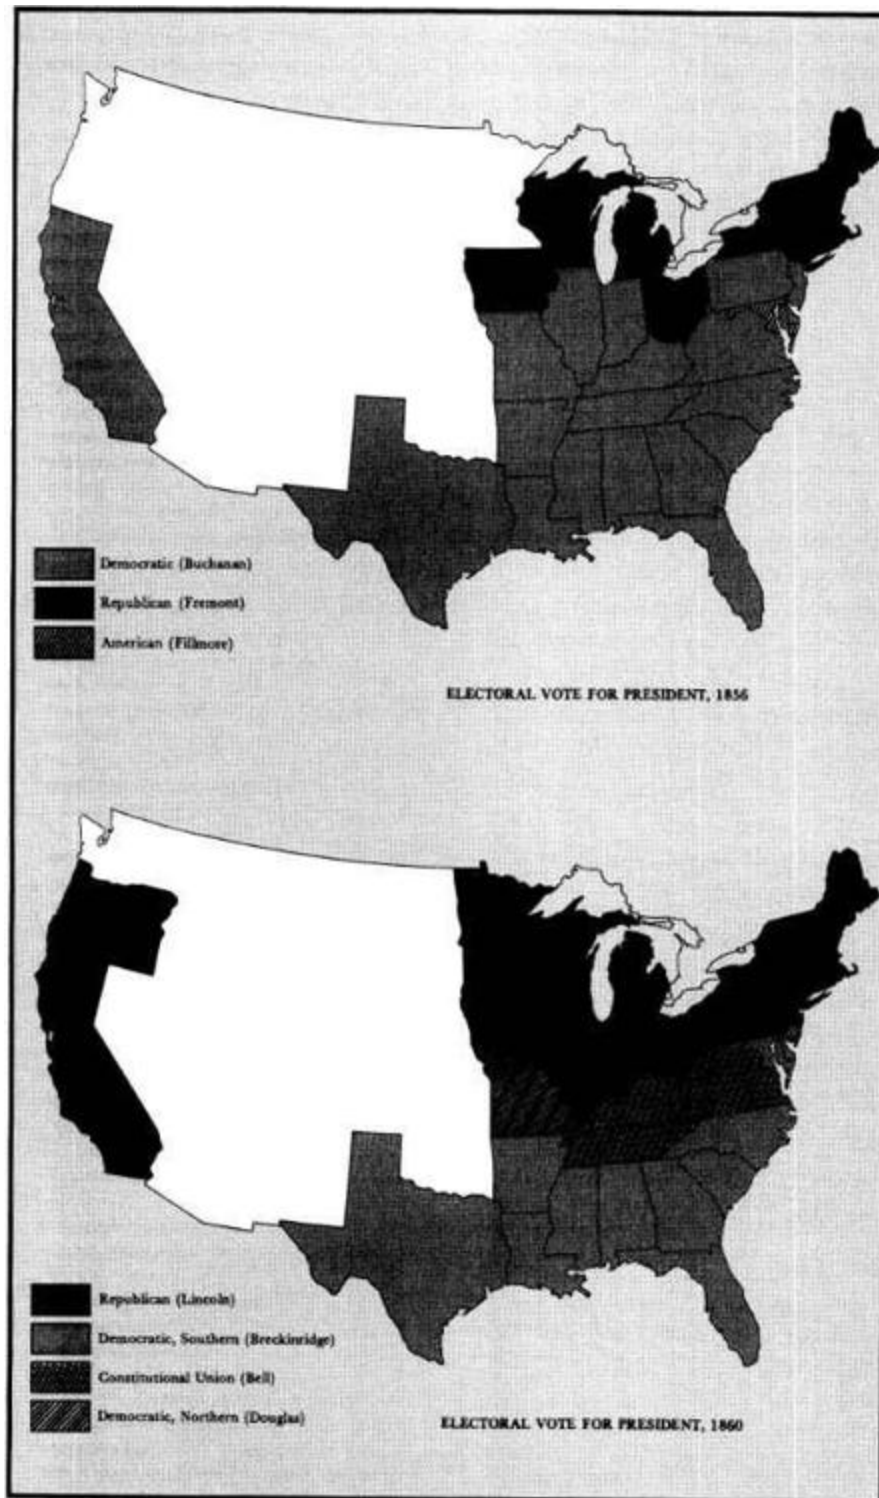 Democratic (Buchanan)
Republican (Fremont)
American (Fillmore)
ELECTORAL VOTE FOR PRESIDENT, 1856
Republican (Lincoln)
Democratic, Southern (Breckinridge)
Constitutional Union (Bell)
Democratic, Northern (Douglas)
ELECTORAL VOTE FOR PRESIDENT, 1860